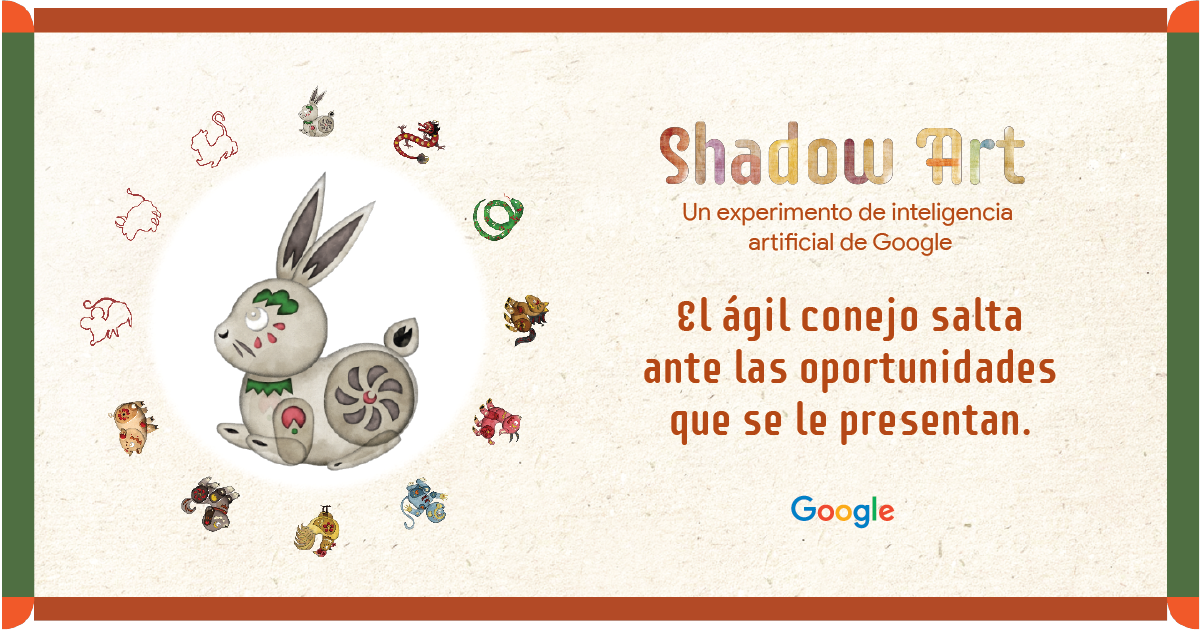 Shadow Art
Un experimento de inteligencia
artificial de Google
El ágil conejo salta
ante las oportunidades
que se le presentan.
Google